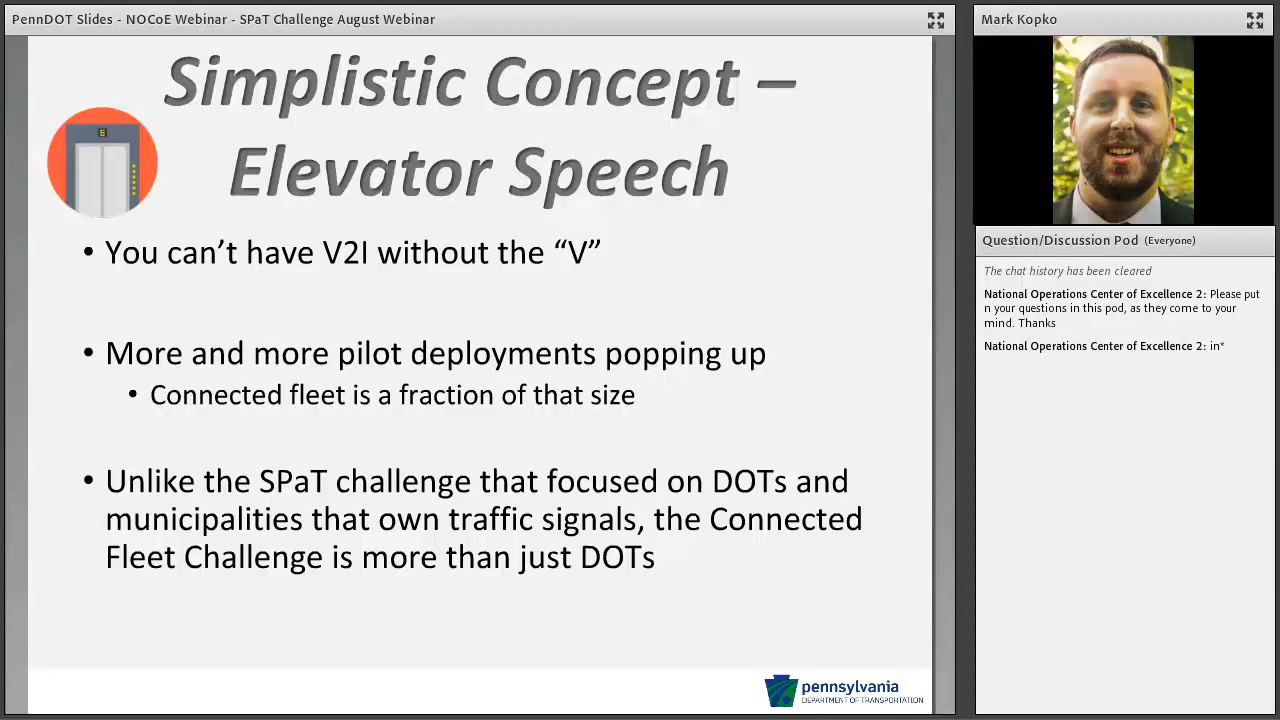 PennDOT Slides - NOCoE Webinar - SPaT Challenge August Webinar
Simplistic Concept –
Elevator Speech
6
• You can’t have V2I without the “V”
• More and more pilot deployments popping up
• Connected fleet is a fraction of that size
• Unlike the SPaT challenge that focused on DOTs and
municipalities that own traffic signals, the Connected
Fleet Challenge is more than just DOTs
pennsylvania
DEPARTMENT OF TRANSPORTATION
Mark Kopko
Question/Discussion Pod (Everyone)
The chat history has been cleared
National Operations Center of Excellence 2: Please put
n your questions in this pod, as they come to your
mind. Thanks
National Operations Center of Excellence 2: in*